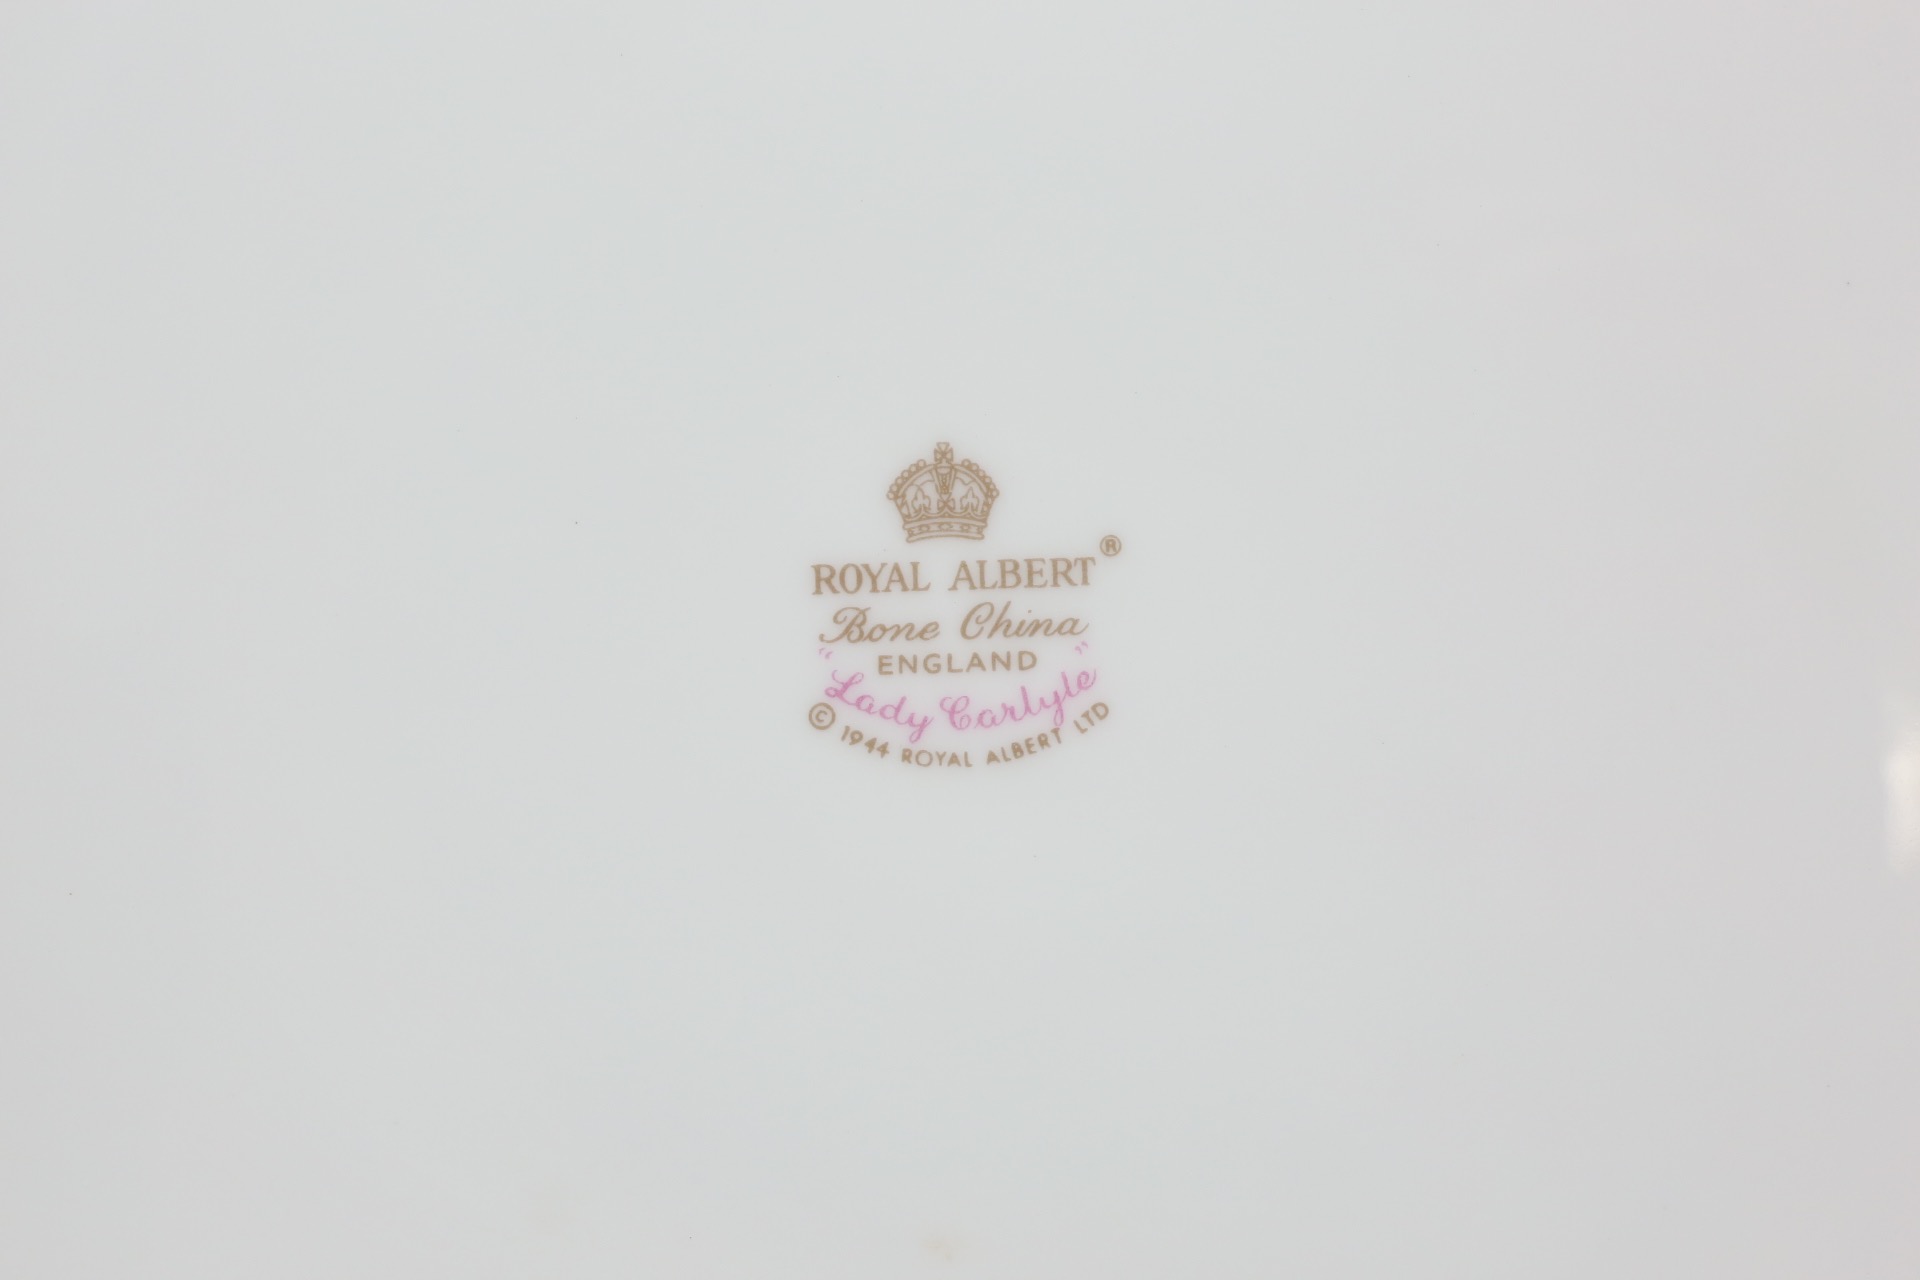 ROYAL ALBERT®
Bone China
ENGLAND
"Lady Carlyle"
© 1944 ROYAL ALBERT LTD